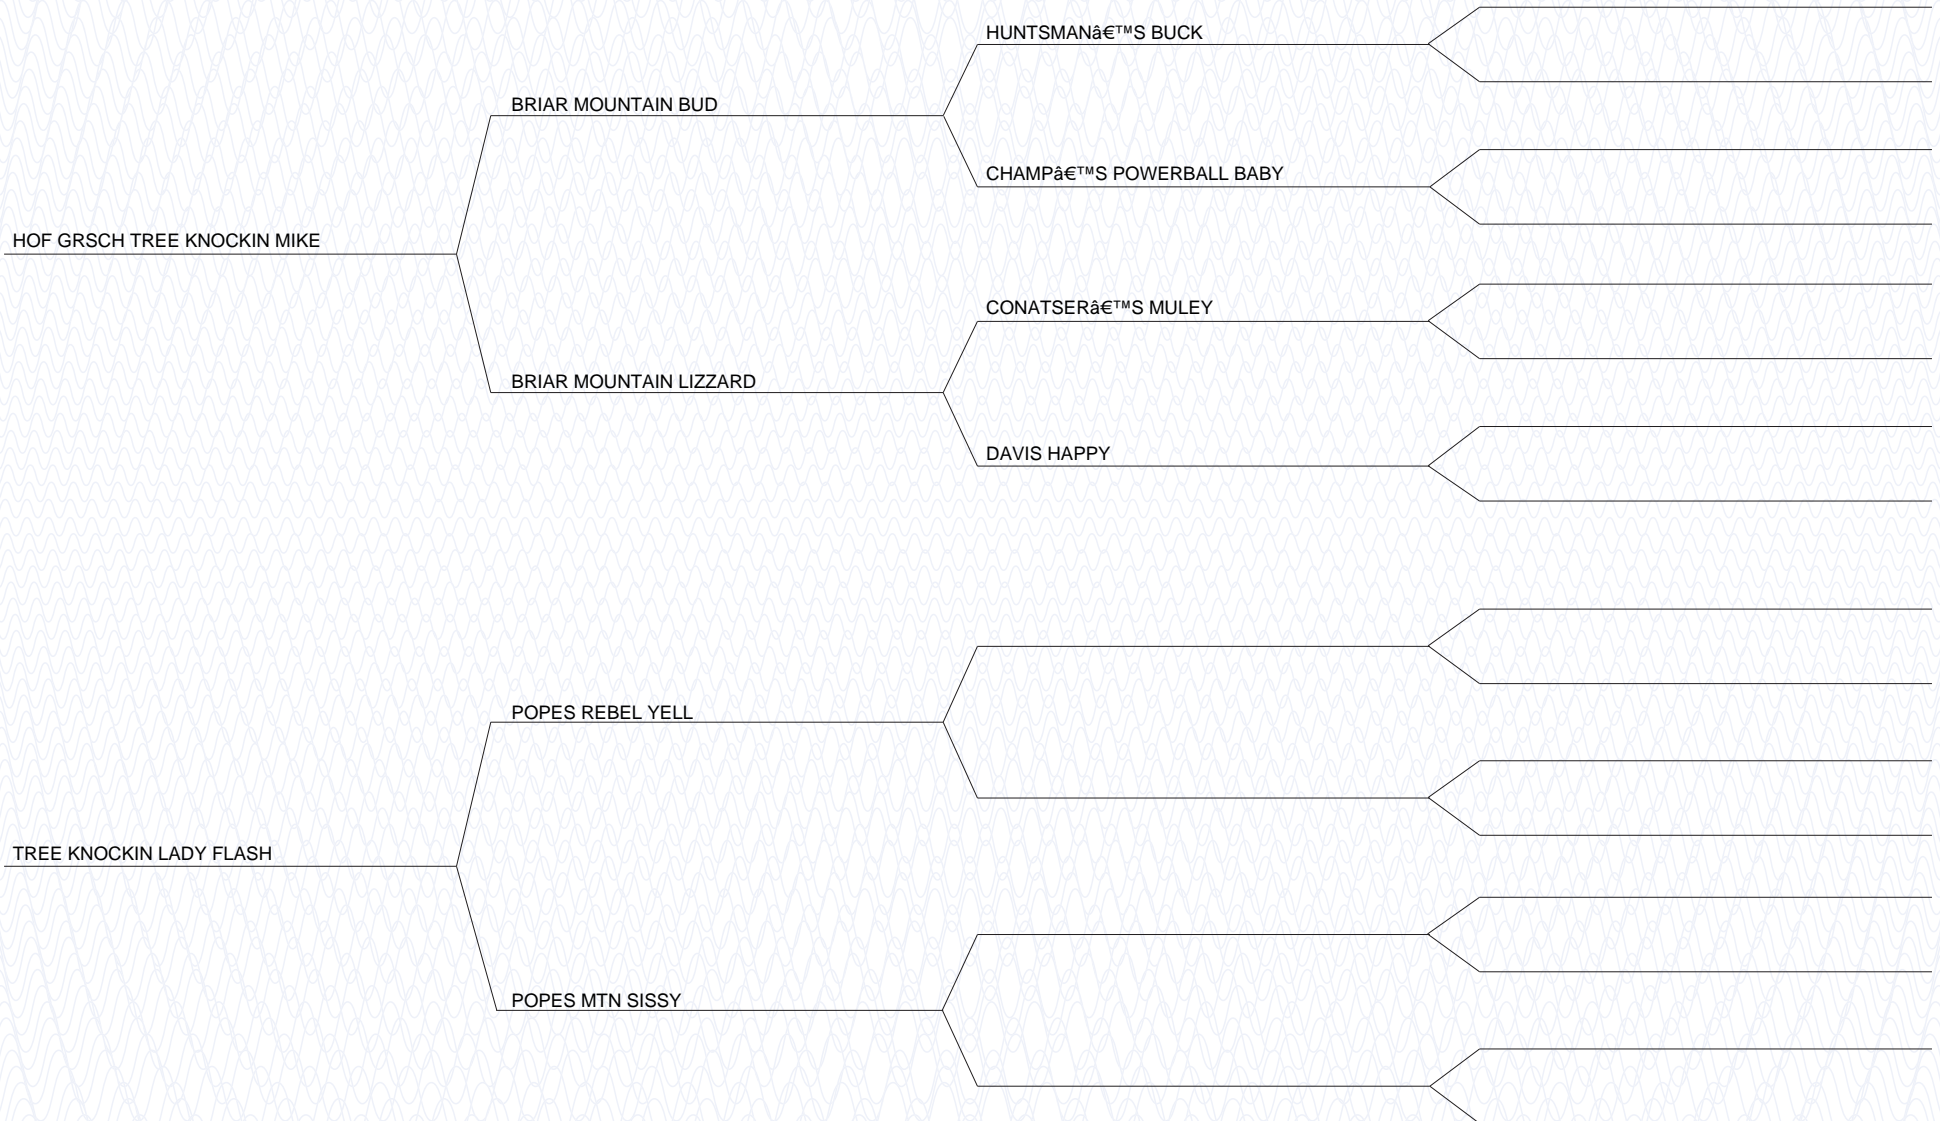 HUNTSMANâ€™S BUCK
BRIAR MOUNTAIN BUD
CHAMPâ€™S POWERBALL BABY
HOF GRSCH TREE KNOCKIN MIKE
CONATSERâ€™S MULEY
BRIAR MOUNTAIN LIZZARD
DAVIS HAPPY
POPES REBEL YELL
TREE KNOCKIN LADY FLASH
POPES MTN SISSY